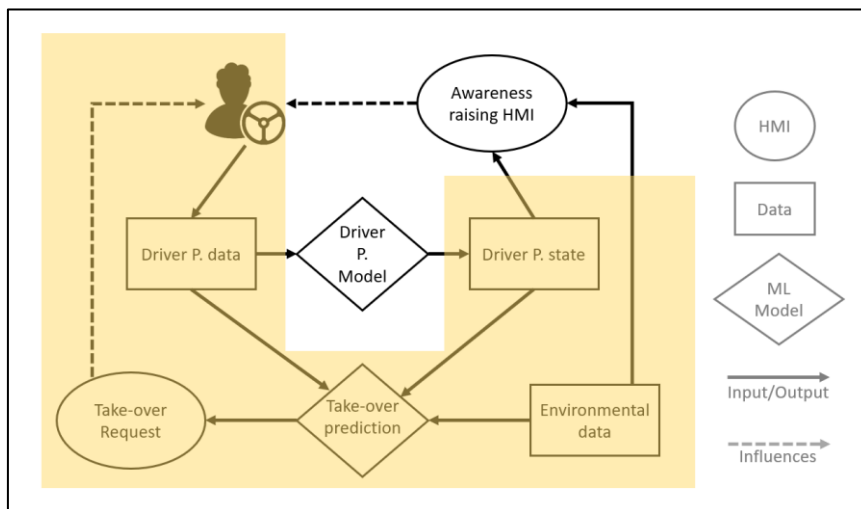 Awareness
raising HMI
HMI
Driver P. data
Driver
P.
Model
Driver P. state
Data
ML
Model
Take-over
Request
Take-over
prediction
Environmental
data
Input/Output
Influences